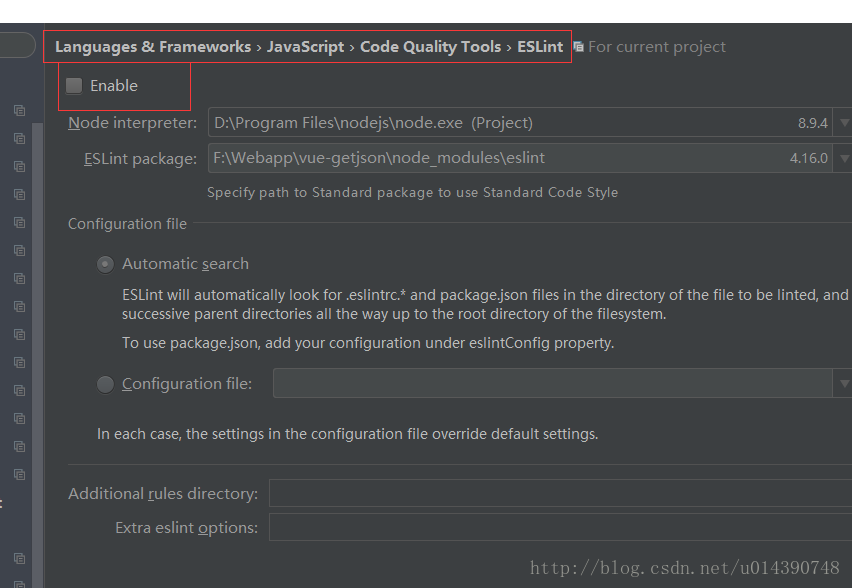 Languages & Frameworks › JavaScript › Code Quality Tools › ESLint For current project
Enable
Node interpreter: D:\Program Files\nodejs\node.exe (Project) 8.9.4
ESLint package: F:\Webapp\vue-getjson\node_modules\eslint 4.16.0
Specify path to Standard package to use Standard Code Style
Configuration file
Automatic search
ESLint will automatically look for .eslintrc.* and package.json files in the directory of the file to be linted, and
successive parent directories all the way up to the root directory of the filesystem.
To use package.json, add your configuration under eslintConfig property.
Configuration file:
In each case, the settings in the configuration file override default settings.
Additional rules directory:
Extra eslint options:
http://blog.csdn.net/u014390748